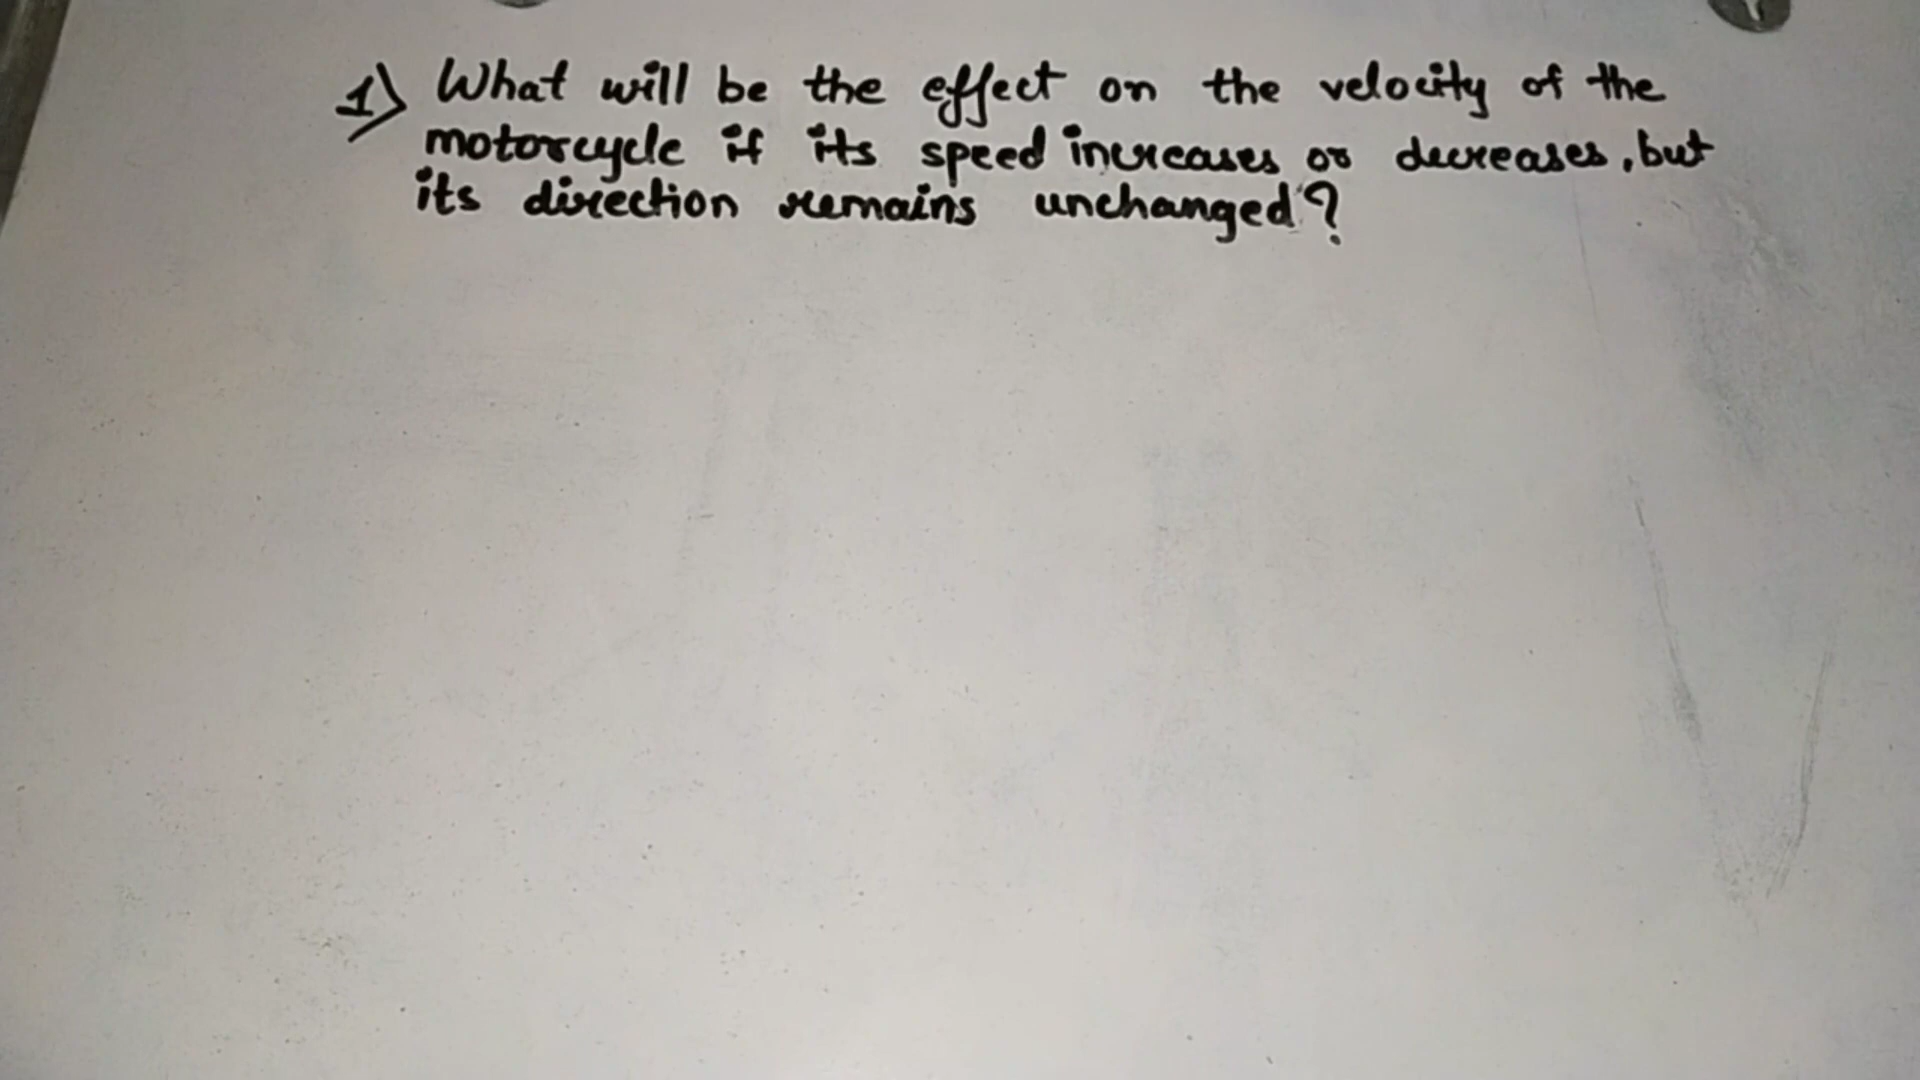 1) What will be the effect on the velocity of the
motorcycle if its speed increases or decreases, but
its direction remains unchanged?